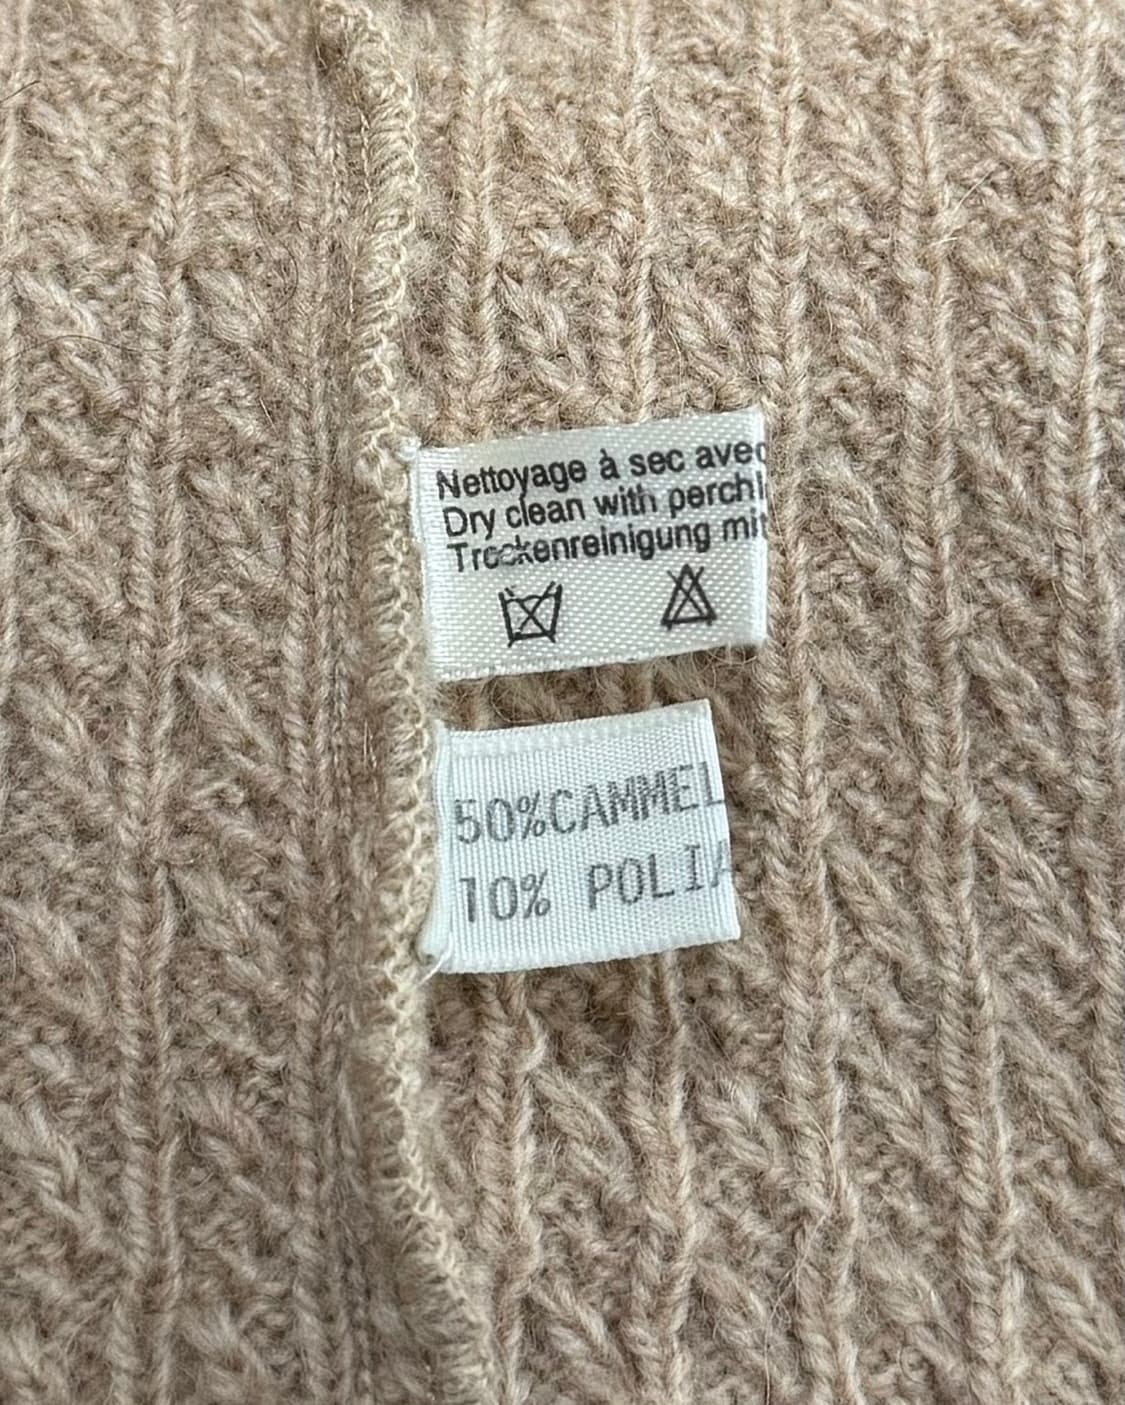 Nettoyage à sec avec
Dry clean with perchl
Trockenreinigung mit
50%CAMMEL
10% POLIA